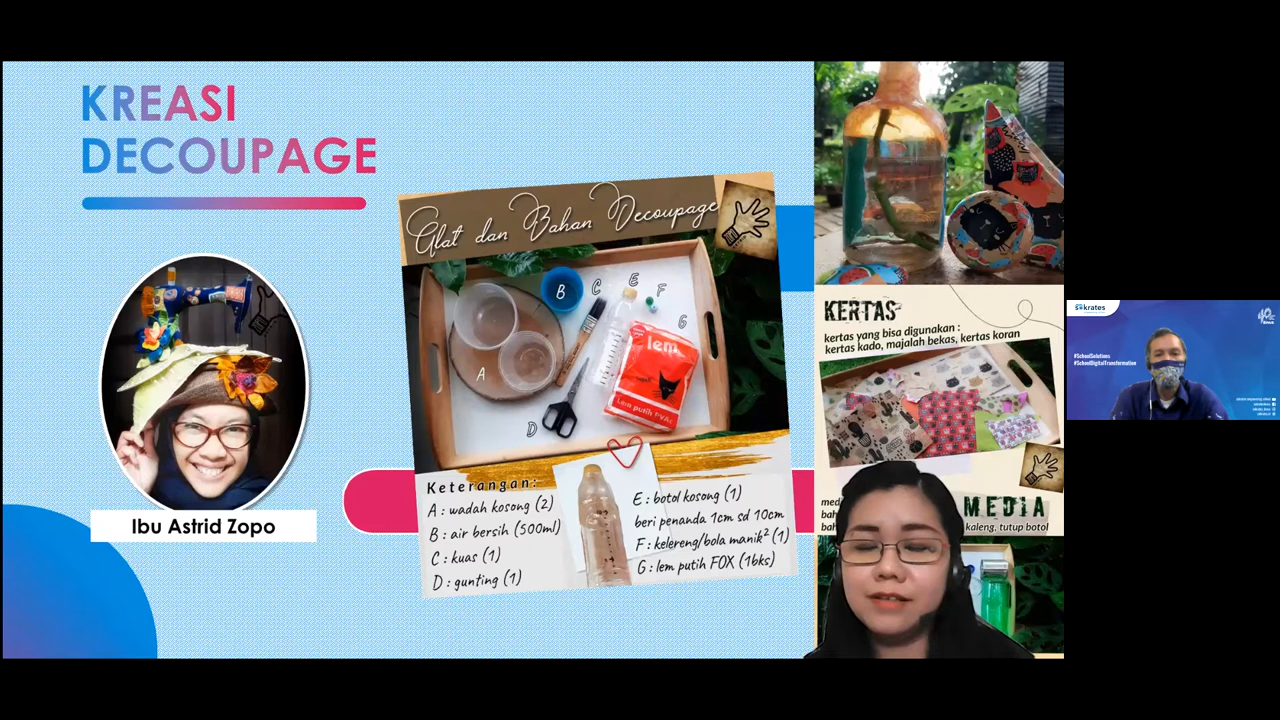 KREASI
DECOUPAGE
Ibu Astrid Zopo
Alat dan Bahan Decoupage
A
B
C
D
E
F
G
lem
Lem putih PVAc
Keterangan:
A : wadah kosong (2)
B : air bersih (500ml)
C : kuas (1)
D : gunting (1)
E : botol kosong (1)
beri penanda 1cm sd 10cm
F : kelereng/bola manik² (1)
G : lem putih FOX (1bks)
KERTAS
kertas yang bisa digunakan :
kertas kado, majalah bekas, kertas koran
MEDIA
kaleng, tutup botol
sokrates
#SchoolSolutions
#SchoolDigitalTransformation